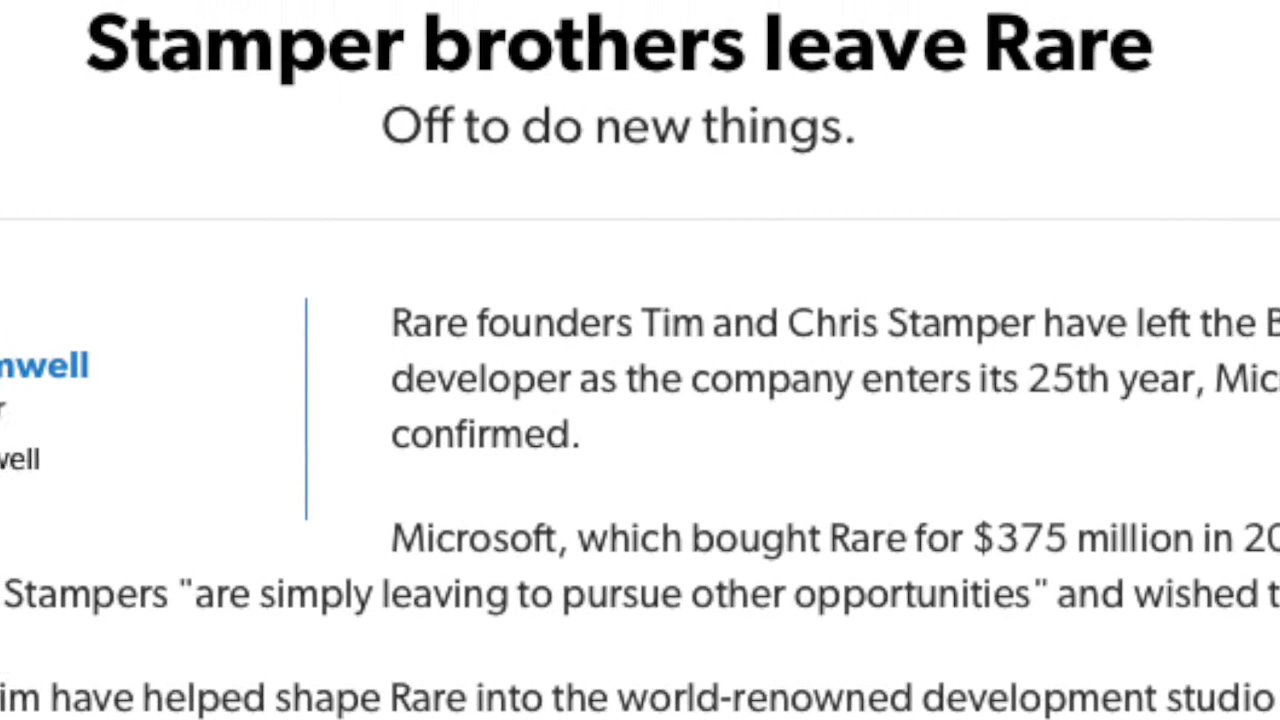 Stamper brothers leave Rare
Off to do new things.
Rare founders Tim and Chris Stamper have left the B
developer as the company enters its 25th year, Mic
confirmed.
nwell
r
well
Microsoft, which bought Rare for $375 million in 20
Stampers "are simply leaving to pursue other opportunities" and wished t
im have helped shape Rare into the world-renowned development studio